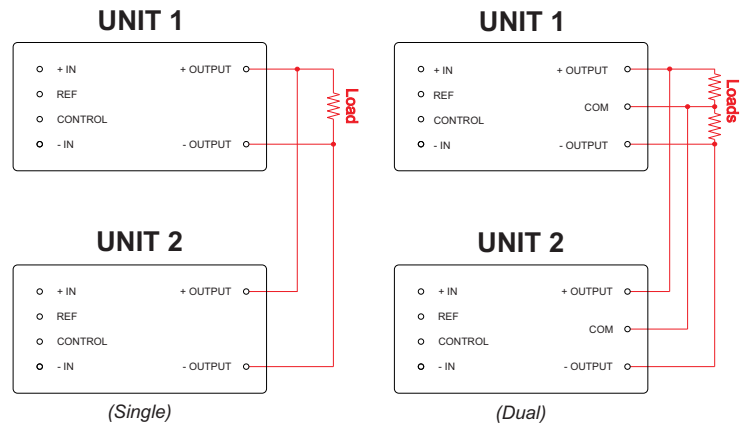 UNIT 1
+ IN
+ OUTPUT
REF
CONTROL
- IN
- OUTPUT
Load
UNIT 2
+ IN
+ OUTPUT
REF
CONTROL
- IN
- OUTPUT
(Single)
UNIT 1
+ IN
+ OUTPUT
REF
COM
CONTROL
- IN
- OUTPUT
Loads
UNIT 2
+ IN
+ OUTPUT
REF
COM
CONTROL
- IN
- OUTPUT
(Dual)